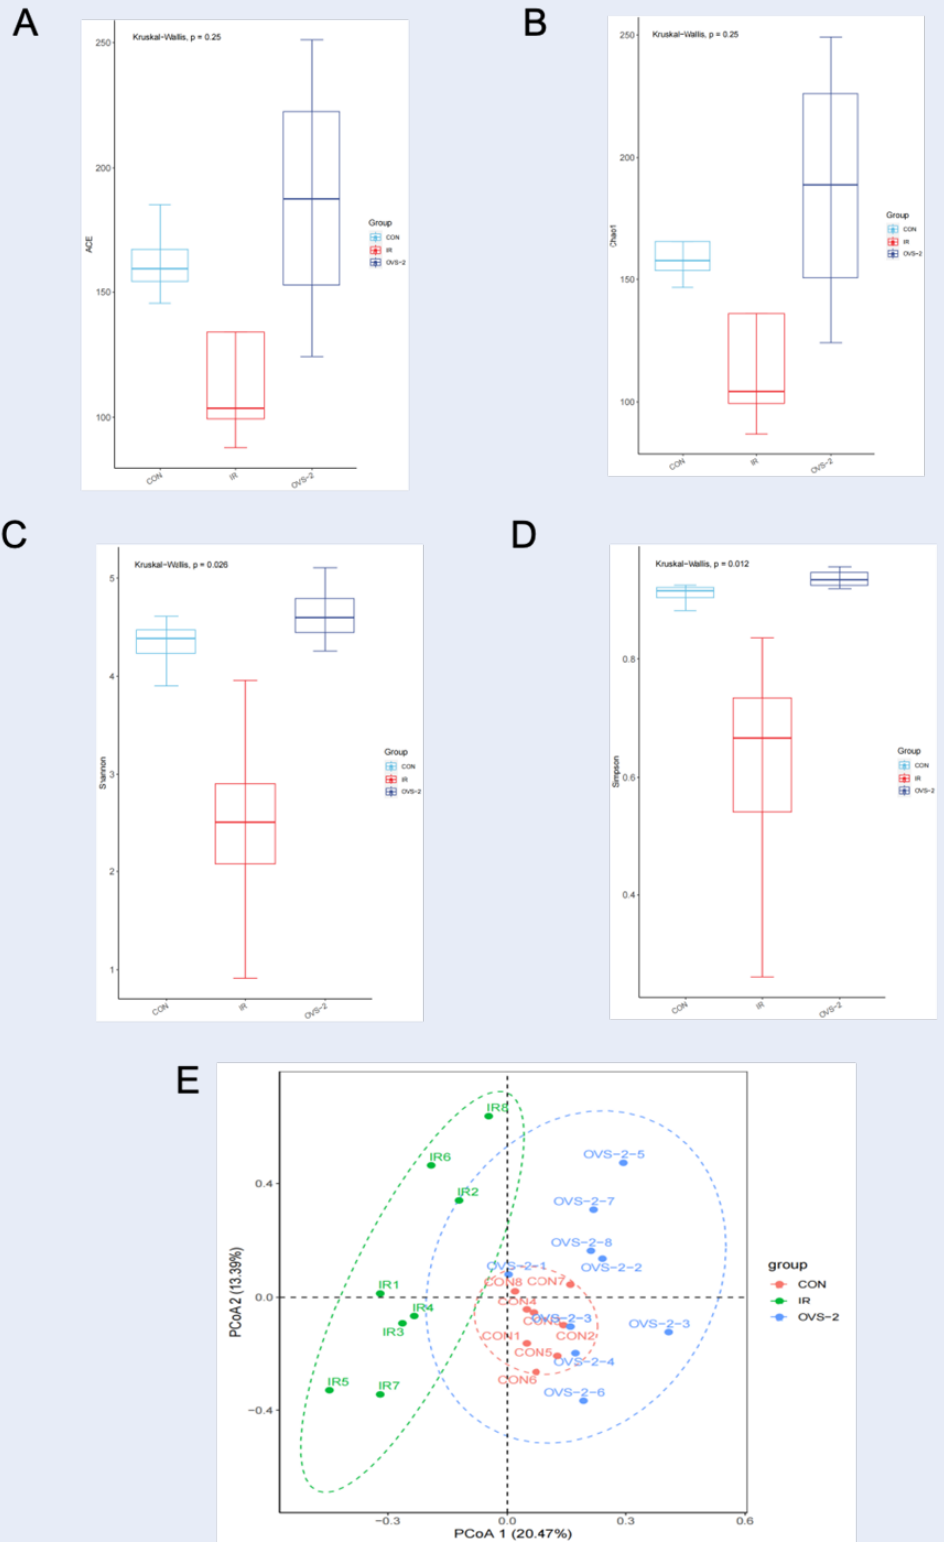 A
Kruskal-Wallis, p = 0.25
250
200
150
100
ACE
CON
IR
OVS-2
Group
CON
IR
OVS-2
B
Kruskal-Wallis, p = 0.25
250
200
150
100
Chao1
CON
IR
OVS-2
Group
CON
IR
OVS-2
C
Kruskal-Wallis, p = 0.026
5
4
3
2
1
Shannon
CON
IR
OVS-2
Group
CON
IR
OVS-2
D
Kruskal-Wallis, p = 0.012
0.8
0.6
0.4
Simpson
CON
IR
OVS-2
Group
CON
IR
OVS-2
E
IR8
IR6
OVS-2-5
IR2
0.4
OVS-2-7
OVS-2-8
OVS-2-1
OVS-2-2
IR1
CON8
CON7
0.0
CON4
IR4
IR3
OVS-2-3
OVS-2-3
CON1
CON2
CON5
OVS-2-4
IR5
IR7
CON6
OVS-2-6
−0.4
PCoA 2 (13.39%)
−0.3
0.0
0.3
0.6
PCoA 1 (20.47%)
group
CON
IR
OVS-2